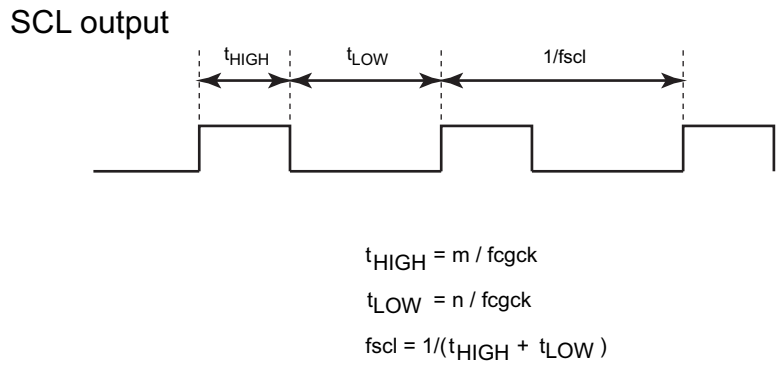 SCL output
tHIGH tLOW 1/fscl
tHIGH = m / fcgck
tLOW = n / fcgck
fscl = 1/(tHIGH + tLOW )